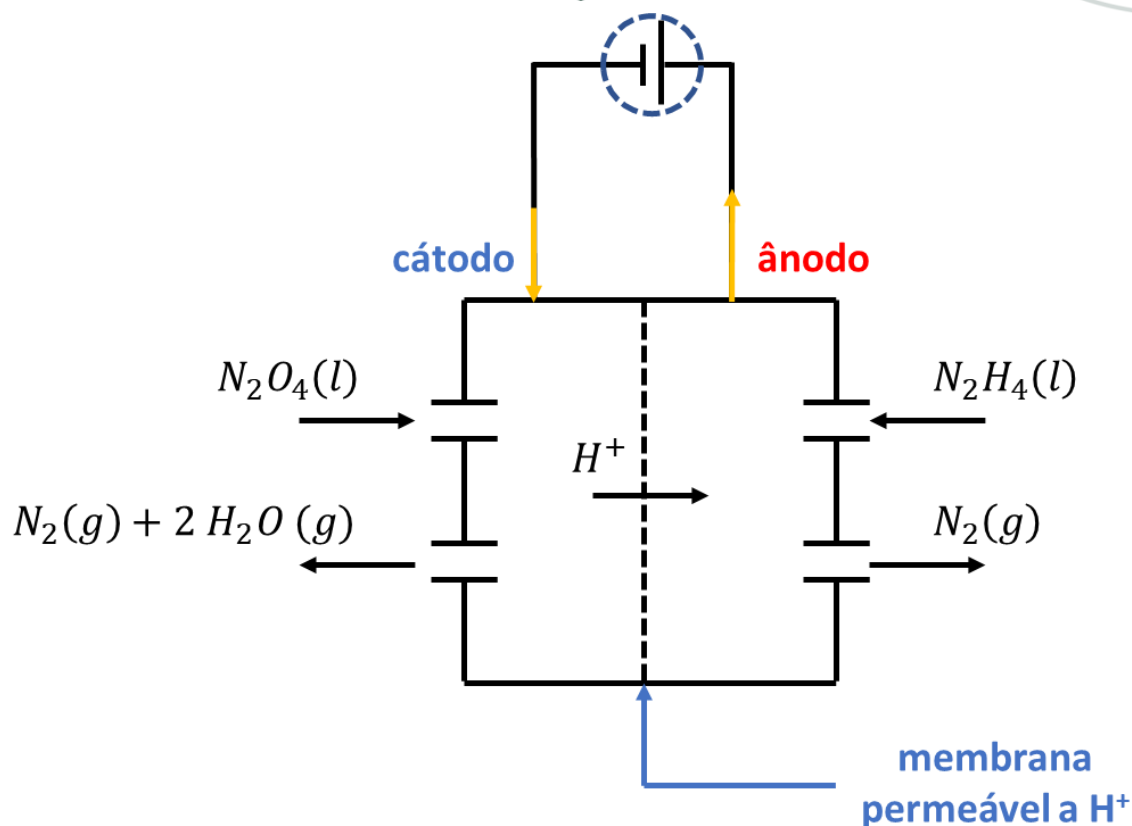 cátodo
ânodo
N₂O₄(l)
N₂H₄(l)
H⁺
N₂(g) + 2 H₂O (g)
N₂(g)
membrana
permeável a H⁺